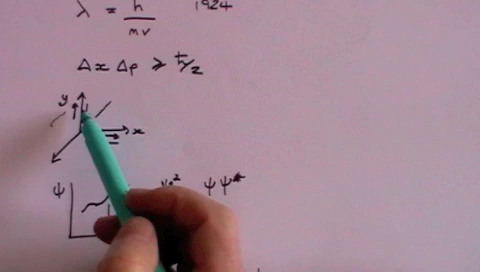 λ = h/mv 1924
Δx Δp ≥ ħ/2
y
x
ψ ψψ*